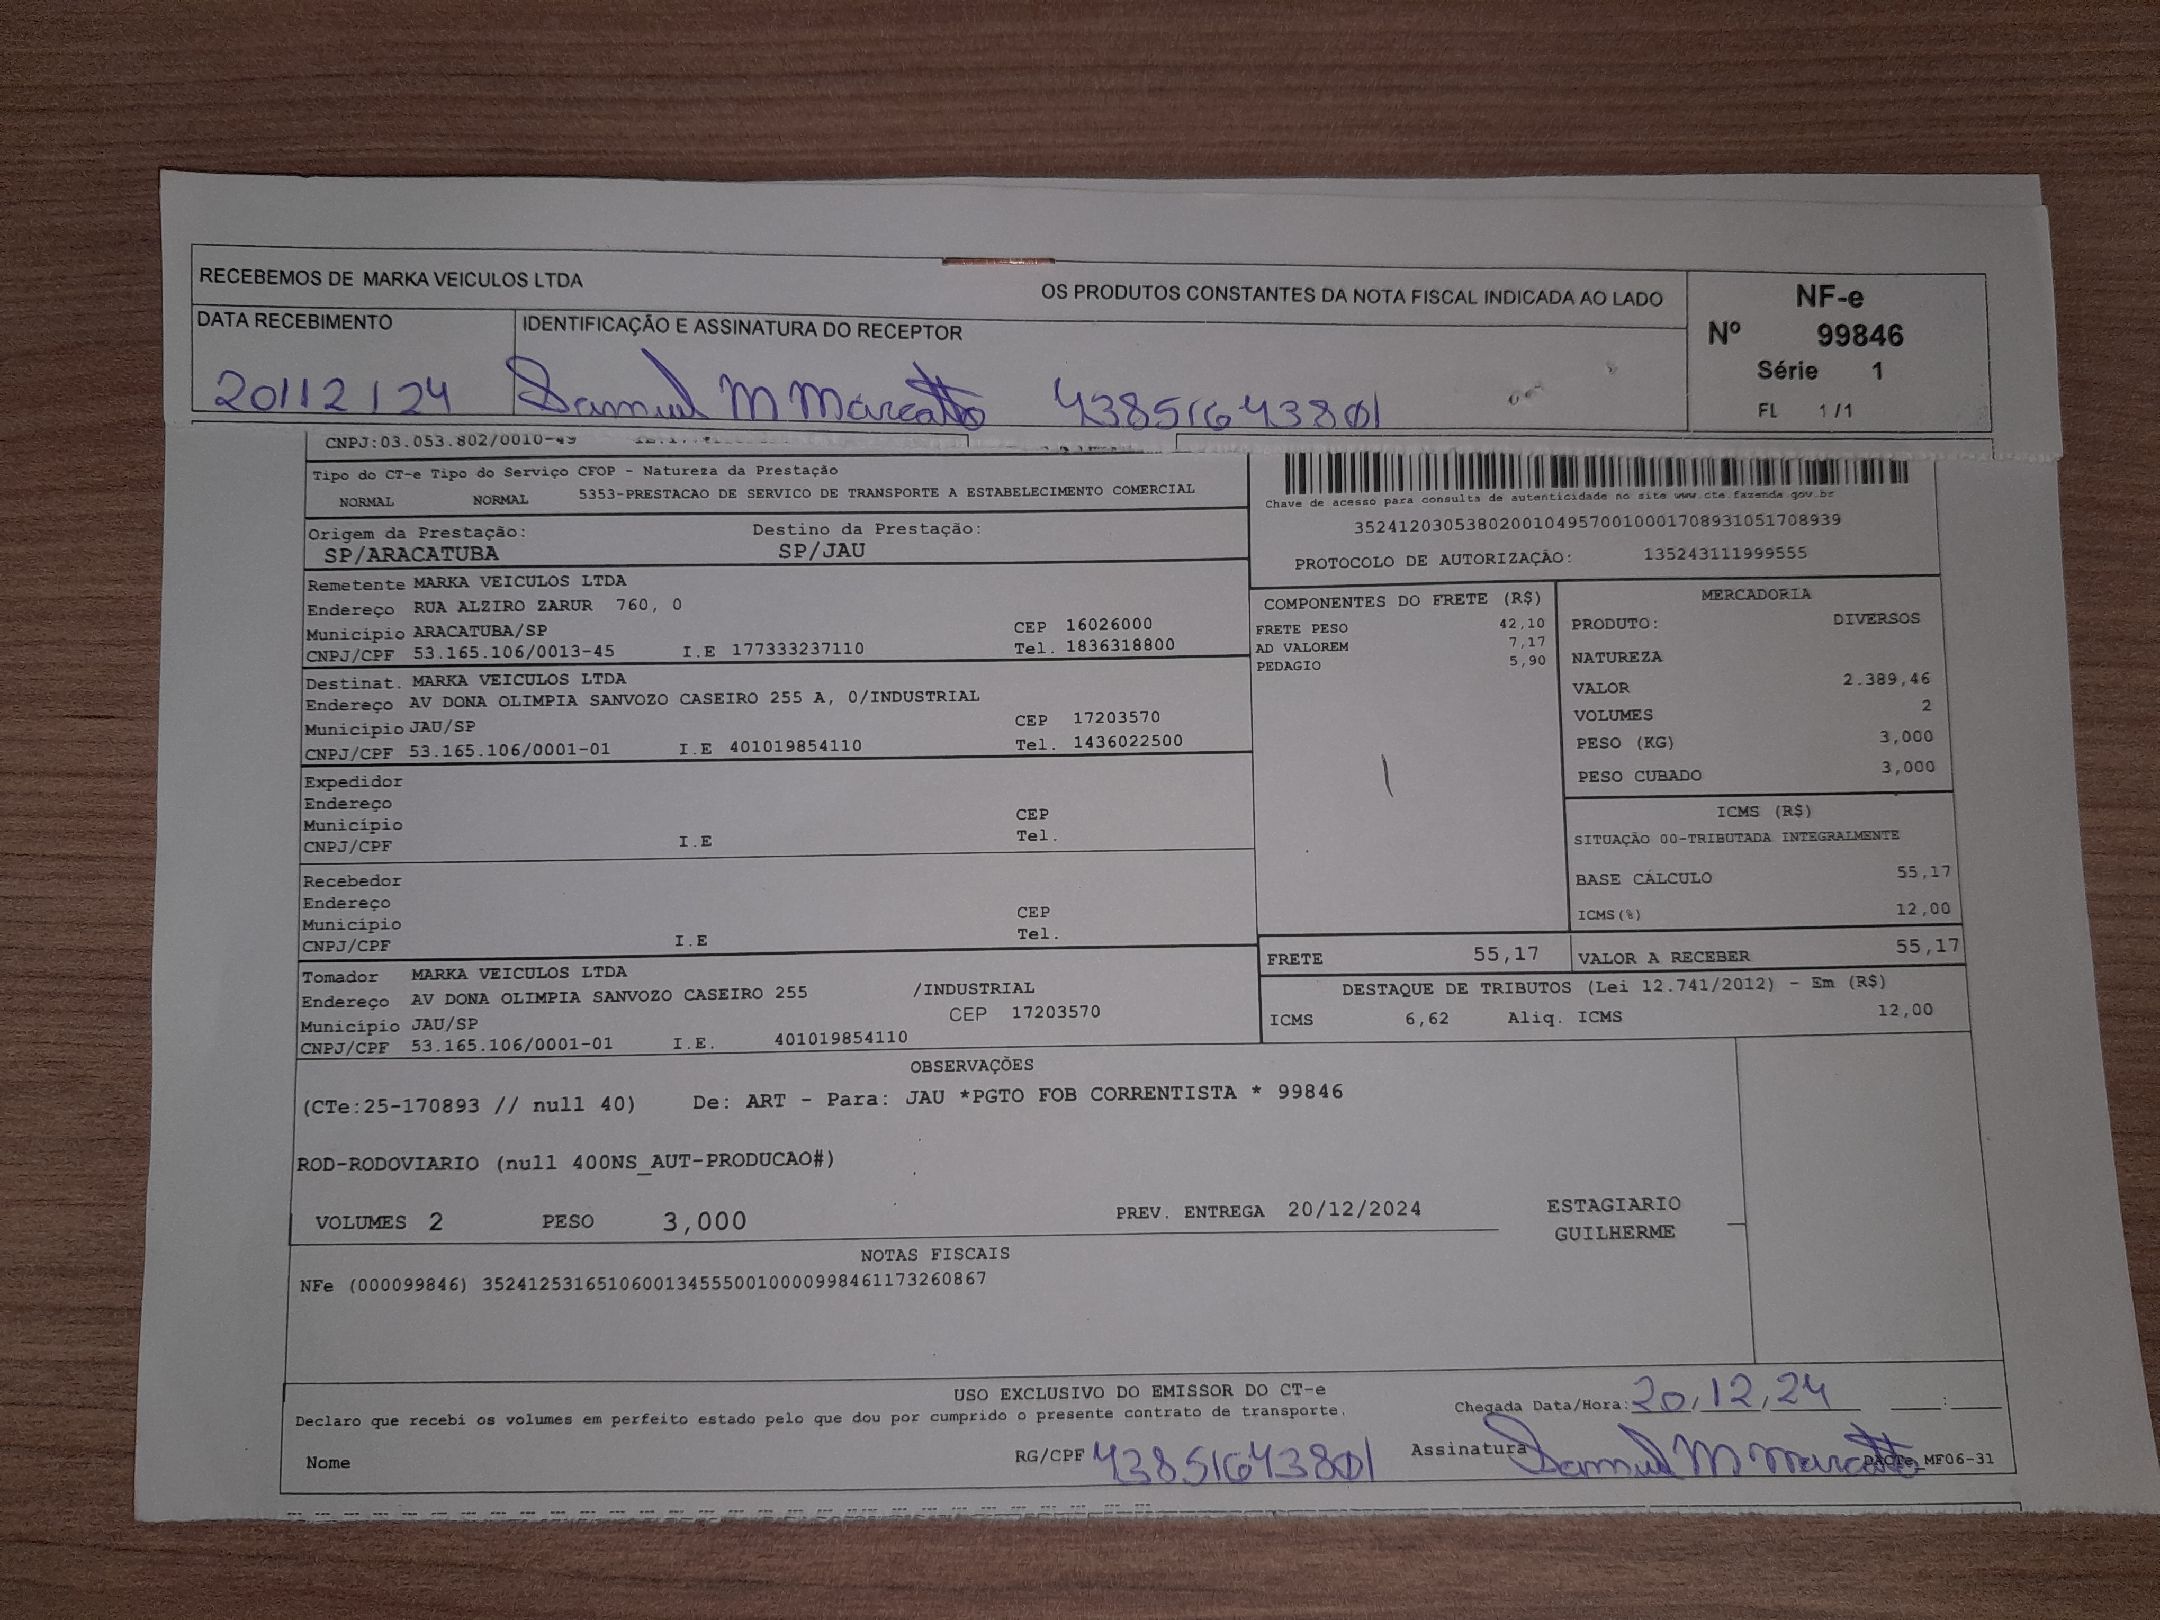 RECEBEMOS DE MARKA VEICULOS LTDA OS PRODUTOS CONSTANTES DA NOTA FISCAL INDICADA AO LADO
NF-e
Nº 99846
Série 1
FL 1/1
DATA RECEBIMENTO IDENTIFICAÇÃO E ASSINATURA DO RECEPTOR
20/12/24 Samuel M Marcatto 43851643801
CNPJ:03.053.802/0010-49
Tipo do CT-e Tipo do Serviço CFOP - Natureza da Prestação
NORMAL NORMAL 5353-PRESTACAO DE SERVICO DE TRANSPORTE A ESTABELECIMENTO COMERCIAL
Chave de acesso para consulta de autenticidade no site www.cte.fazenda.gov.br
35241203053802001049570010001708931051708939
PROTOCOLO DE AUTORIZAÇÃO: 135243111999555
Origem da Prestação: Destino da Prestação:
SP/ARACATUBA SP/JAU
Remetente MARKA VEICULOS LTDA
Endereço RUA ALZIRO ZARUR 760, 0
Município ARACATUBA/SP CEP 16026000
CNPJ/CPF 53.165.106/0013-45 I.E 177333237110 Tel. 1836318800
Destinat. MARKA VEICULOS LTDA
Endereço AV DONA OLIMPIA SANVOZO CASEIRO 255 A, 0/INDUSTRIAL
Município JAU/SP CEP 17203570
CNPJ/CPF 53.165.106/0001-01 I.E 401019854110 Tel. 1436022500
Expedidor
Endereço
Município CEP
CNPJ/CPF I.E Tel.
Recebedor
Endereço
Município CEP
CNPJ/CPF I.E Tel.
Tomador MARKA VEICULOS LTDA
Endereço AV DONA OLIMPIA SANVOZO CASEIRO 255 /INDUSTRIAL
Município JAU/SP CEP 17203570
CNPJ/CPF 53.165.106/0001-01 I.E. 401019854110
COMPONENTES DO FRETE (R$)
FRETE PESO 42,10
AD VALOREM 7,17
PEDAGIO 5,90
MERCADORIA
PRODUTO: DIVERSOS
NATUREZA
VALOR 2.389,46
VOLUMES 2
PESO (KG) 3,000
PESO CUBADO 3,000
ICMS (R$)
SITUAÇÃO 00-TRIBUTADA INTEGRALMENTE
BASE CÁLCULO 55,17
ICMS(%) 12,00
FRETE 55,17 VALOR A RECEBER 55,17
DESTAQUE DE TRIBUTOS (Lei 12.741/2012) - Em (R$)
ICMS 6,62 Aliq. ICMS 12,00
OBSERVAÇÕES
(CTe:25-170893 // null 40) De: ART - Para: JAU *PGTO FOB CORRENTISTA * 99846
ROD-RODOVIARIO (null 400NS_AUT-PRODUCAO#)
VOLUMES 2 PESO 3,000 PREV. ENTREGA 20/12/2024
ESTAGIARIO
GUILHERME
NOTAS FISCAIS
NFe (000099846) 35241253165106001345550010000998461173260867
USO EXCLUSIVO DO EMISSOR DO CT-e
Declaro que recebi os volumes em perfeito estado pelo que dou por cumprido o presente contrato de transporte.
Chegada Data/Hora: 20/12/24 :
Nome RG/CPF 43851643801 Assinatura Samuel M Marcatto DACTe_MF06-31